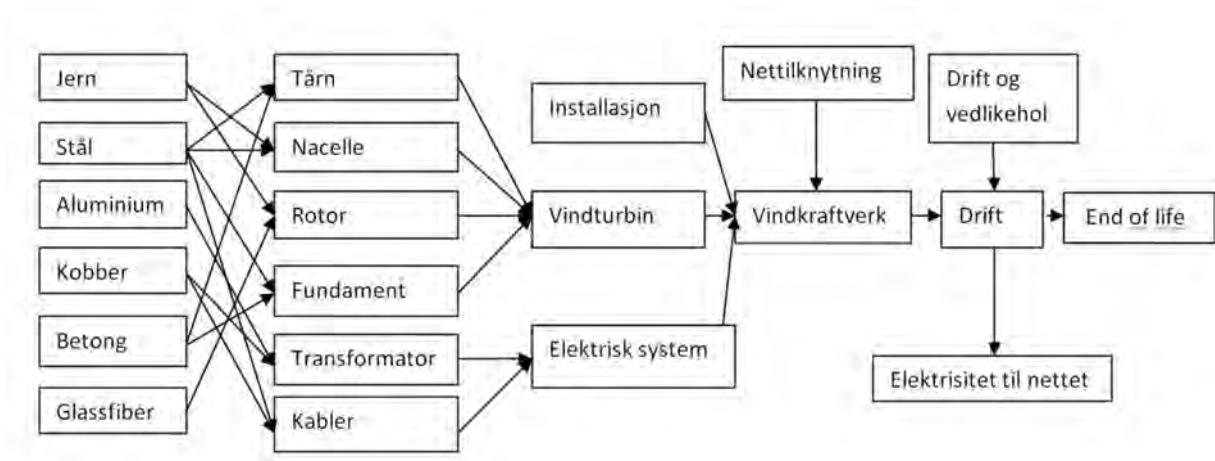 Jern
Stål
Aluminium
Kobber
Betong
Glassfiber
Tårn
Nacelle
Rotor
Fundament
Transformator
Kabler
Installasjon
Vindturbin
Elektrisk system
Nettilknytning
Vindkraftverk
Drift og
vedlikehol
Drift
End of life
Elektrisitet til nettet